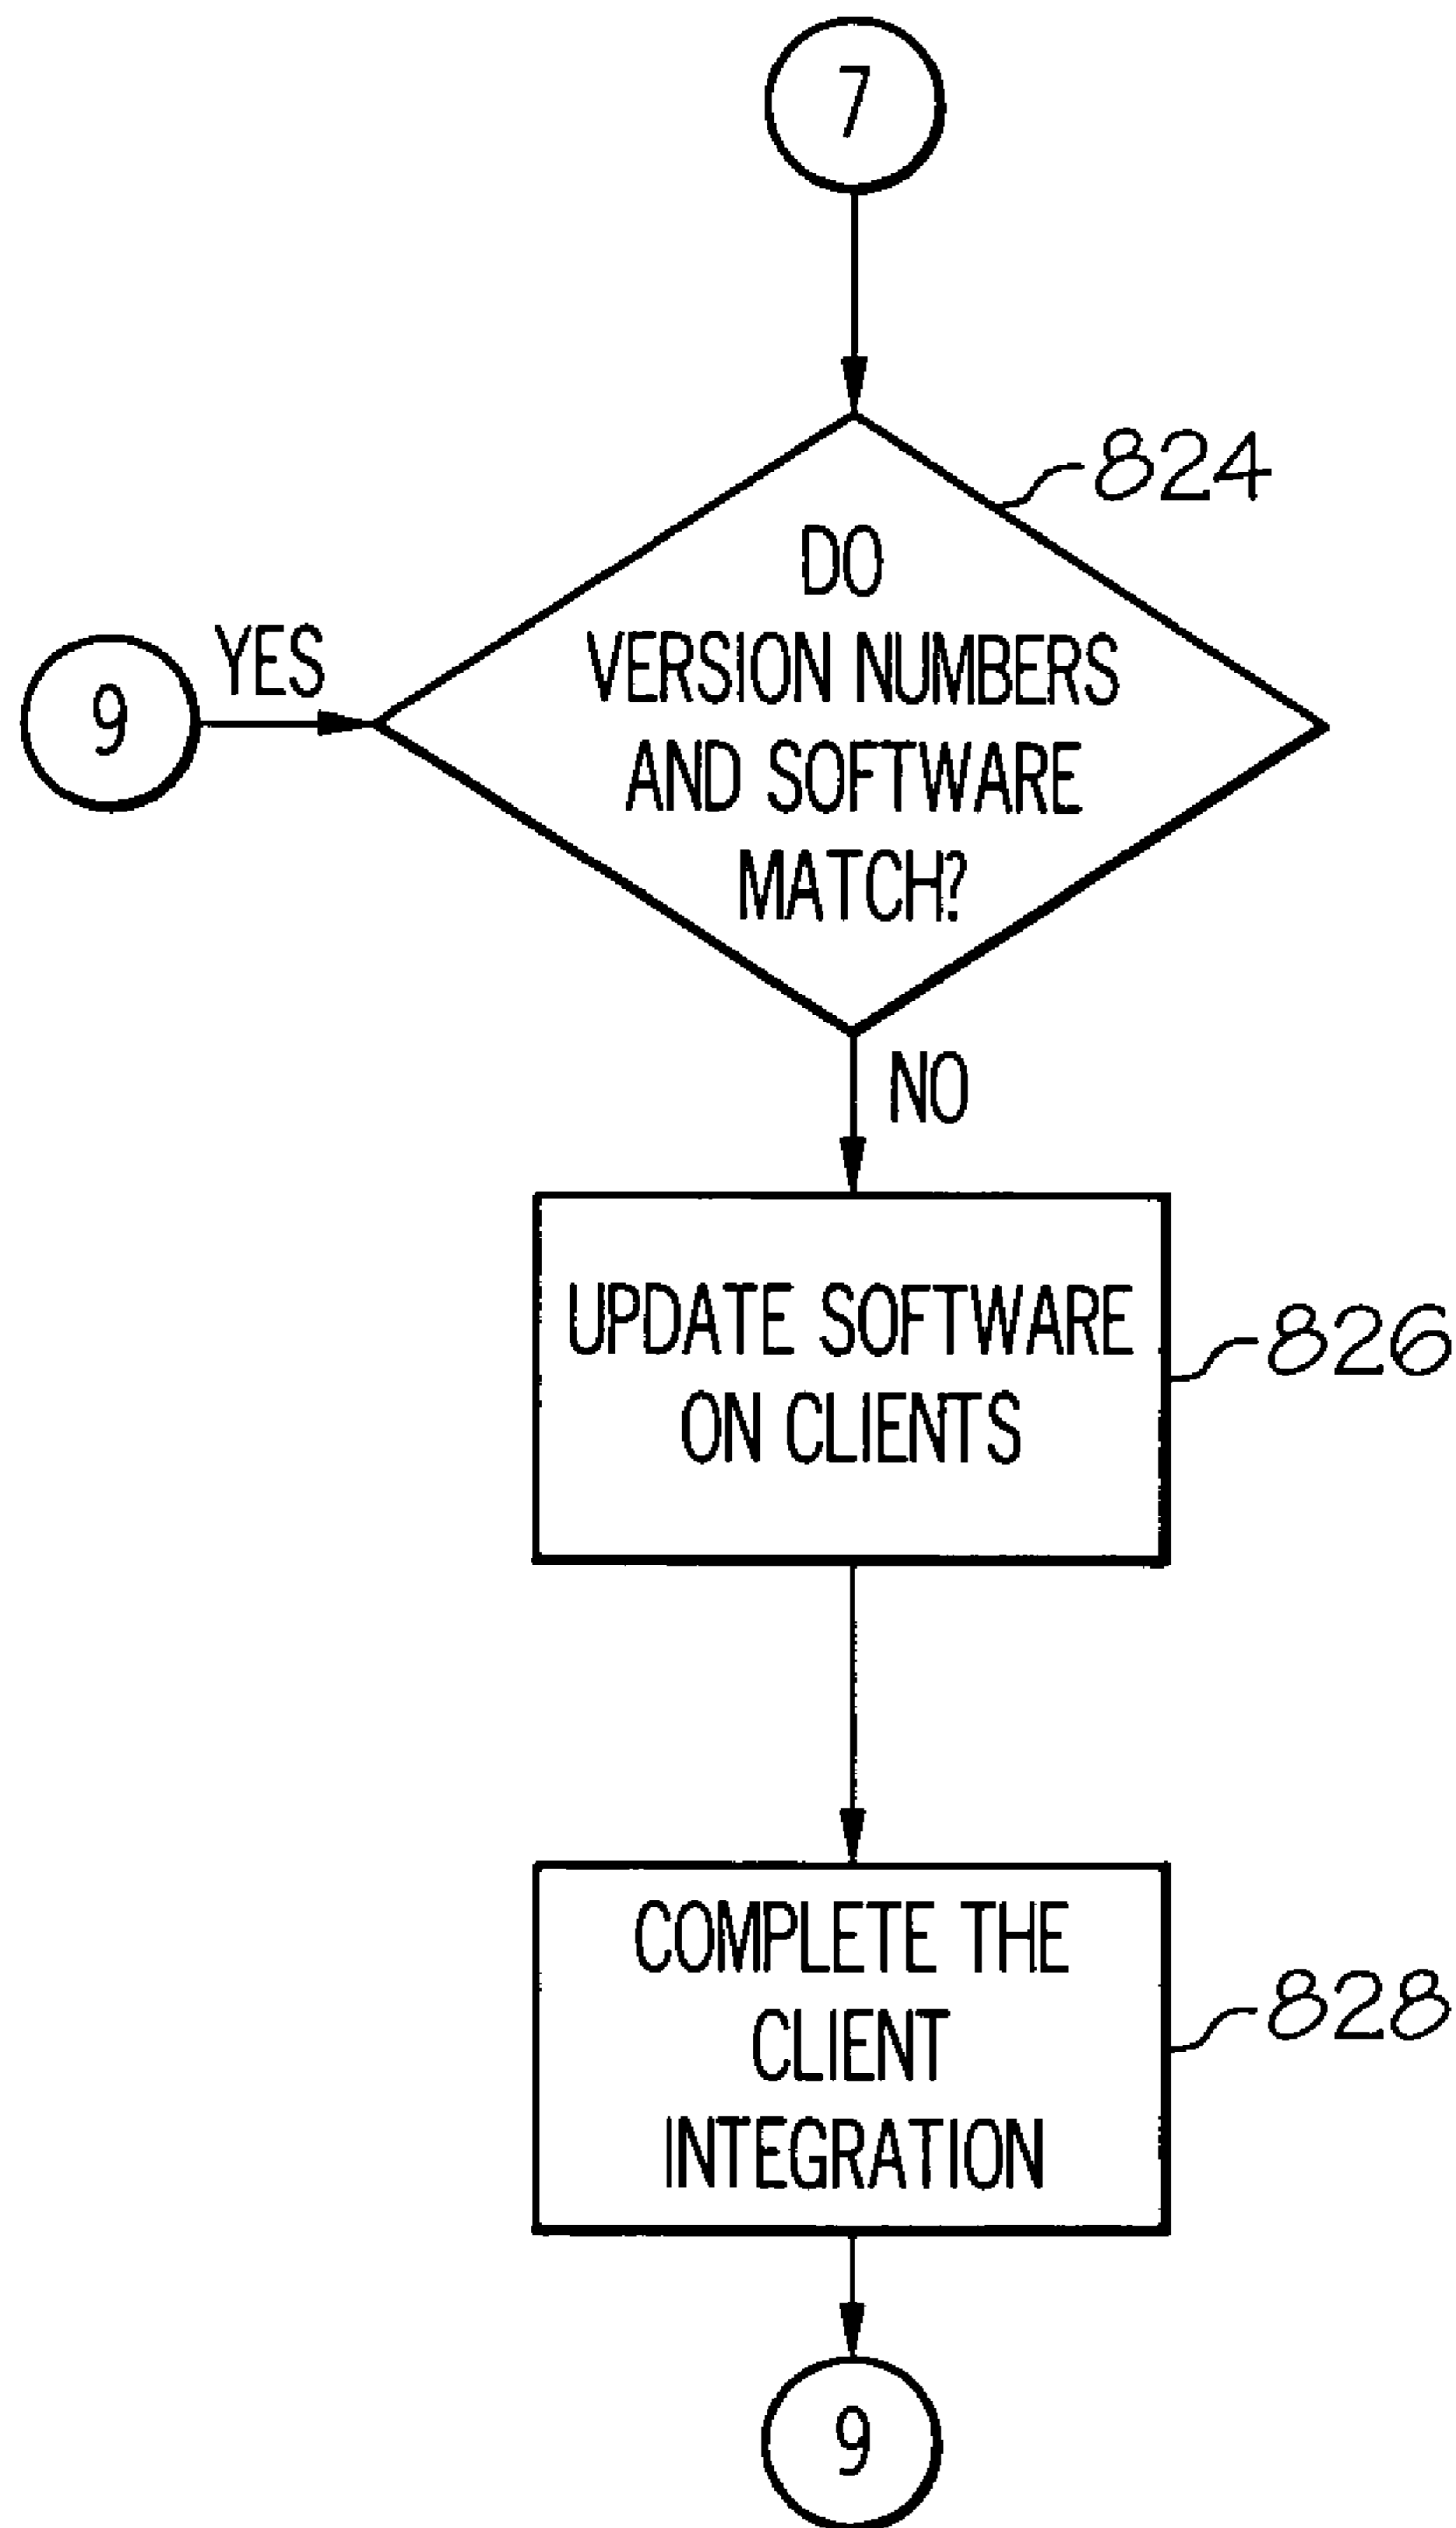 7
824
DO
VERSION NUMBERS
AND SOFTWARE
MATCH?
YES
9
NO
UPDATE SOFTWARE
ON CLIENTS
826
COMPLETE THE
CLIENT
INTEGRATION
828
9